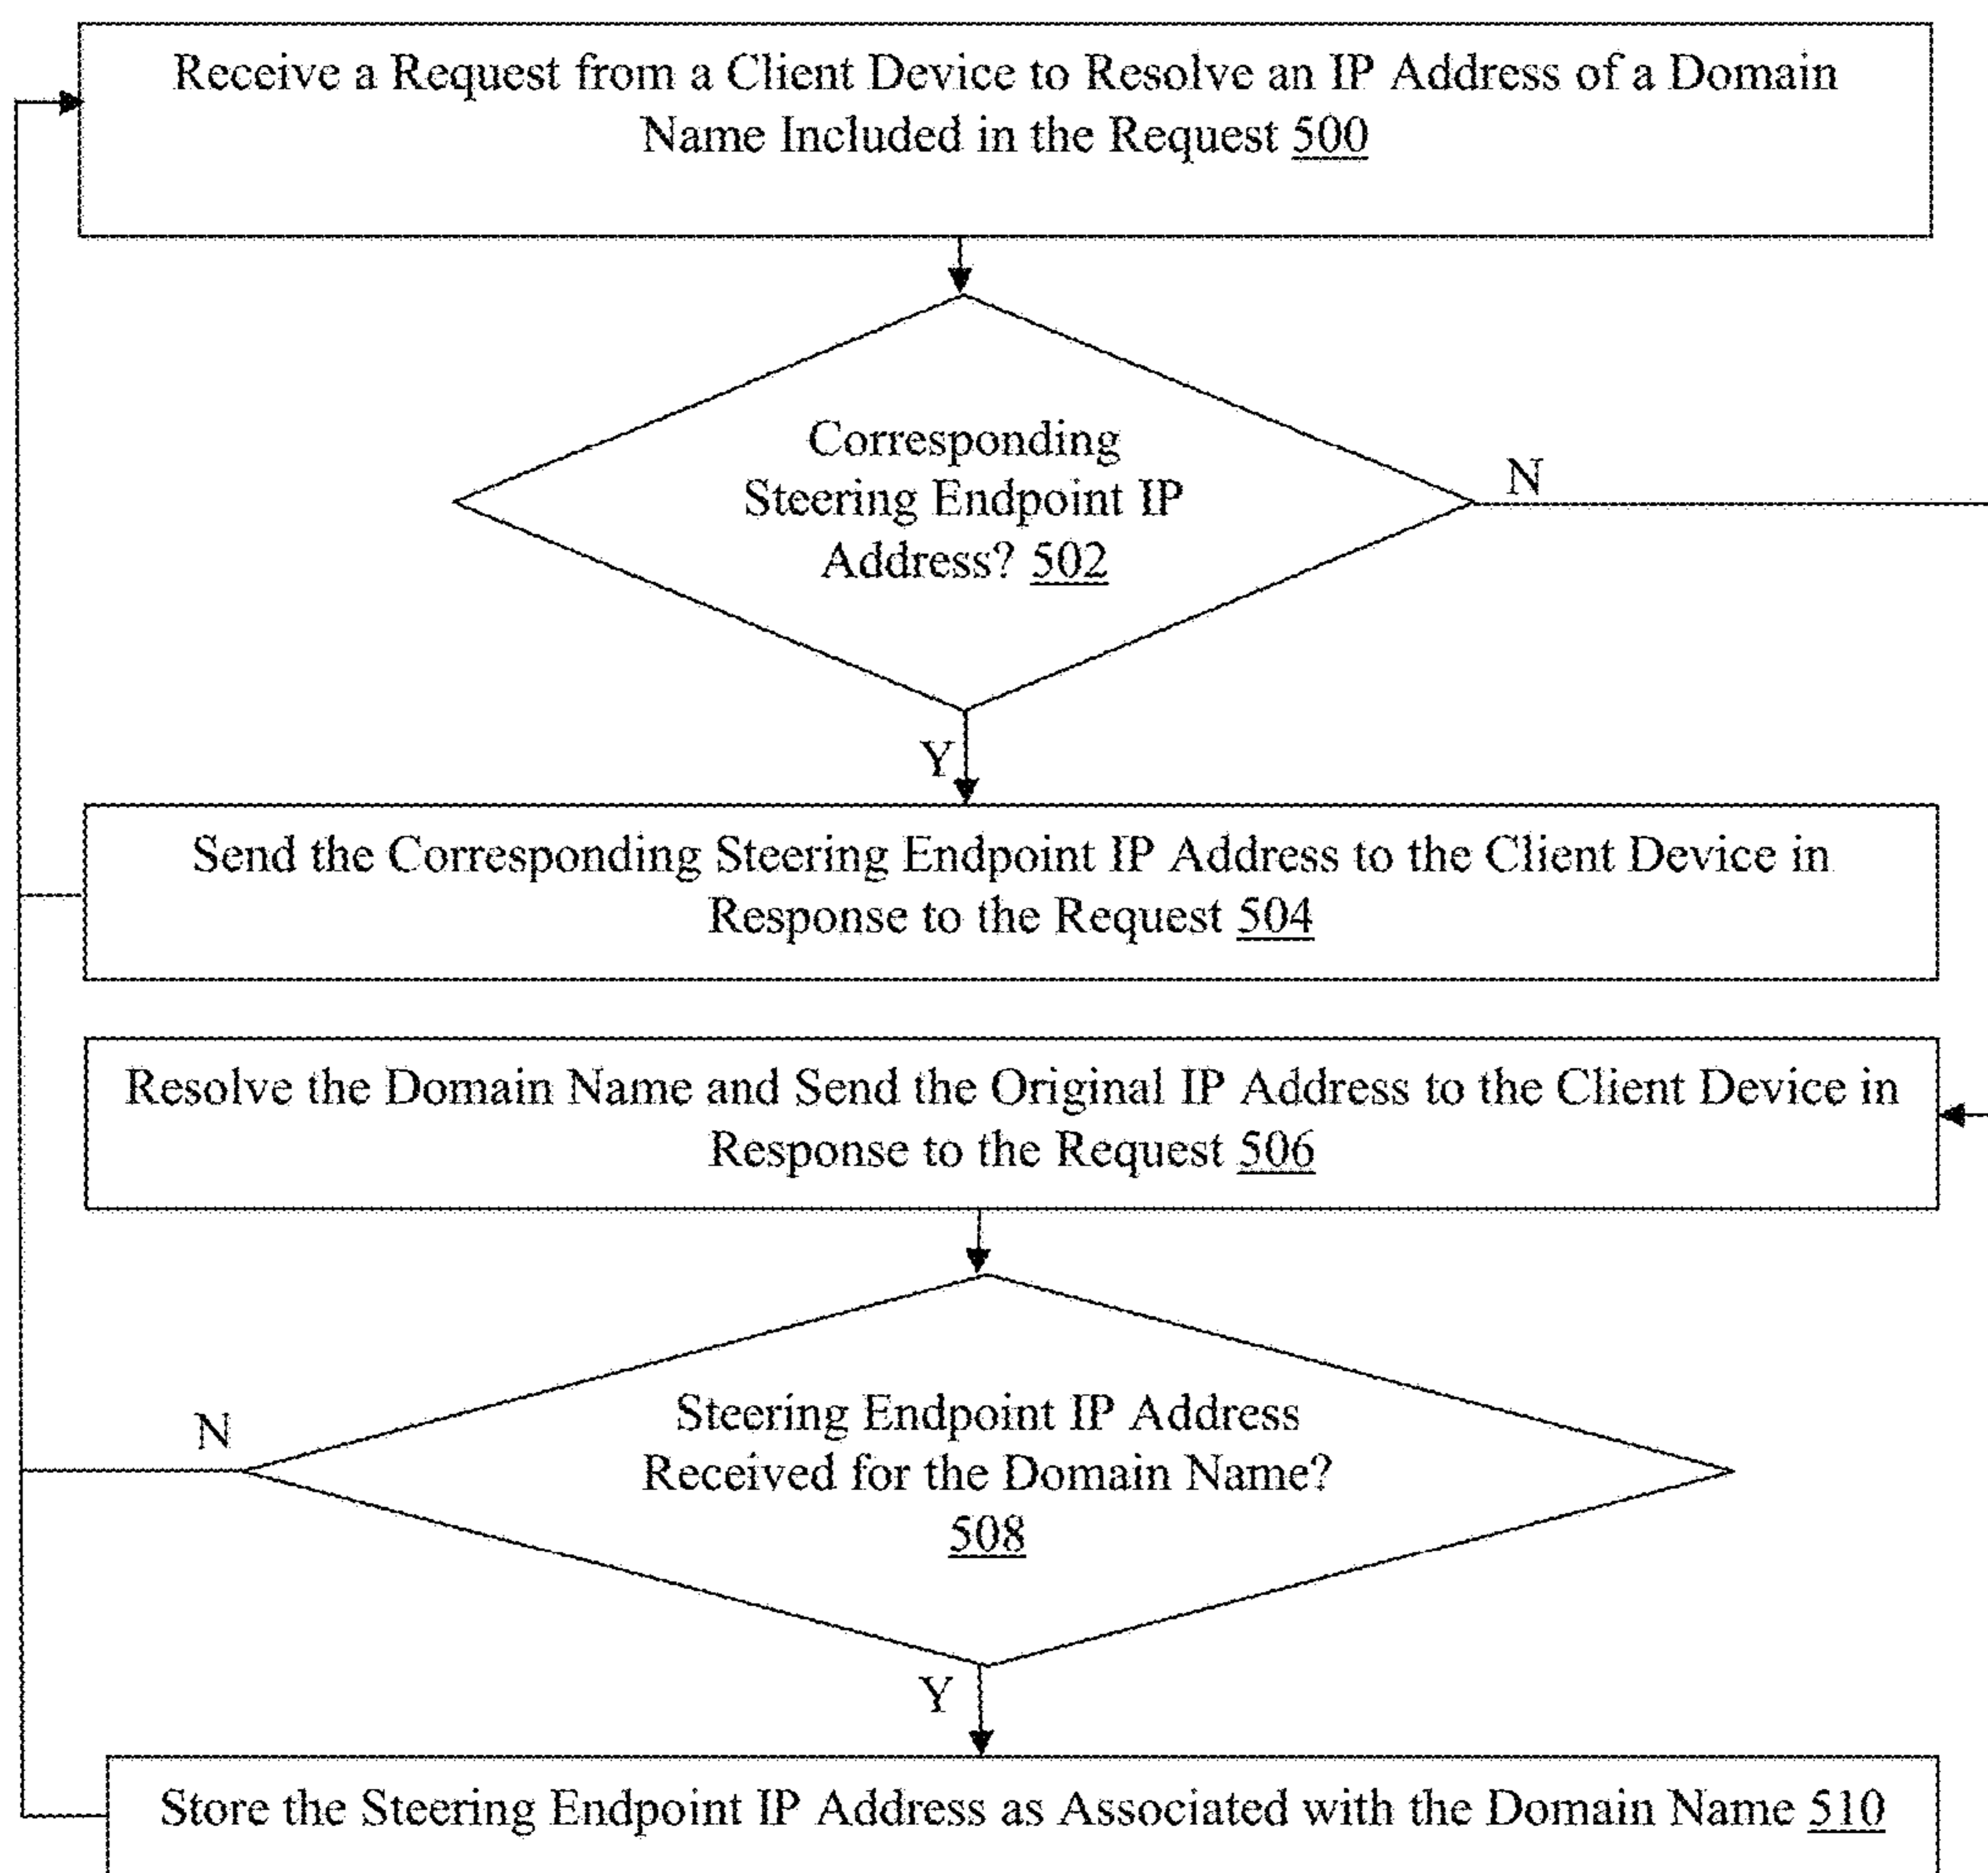 Receive a Request from a Client Device to Resolve an IP Address of a Domain
Name Included in the Request 500
Corresponding
Steering Endpoint IP
Address? 502
N
Y
Send the Corresponding Steering Endpoint IP Address to the Client Device in
Response to the Request 504
Resolve the Domain Name and Send the Original IP Address to the Client Device in
Response to the Request 506
Steering Endpoint IP Address
Received for the Domain Name?
508
N
Y
Store the Steering Endpoint IP Address as Associated with the Domain Name 510